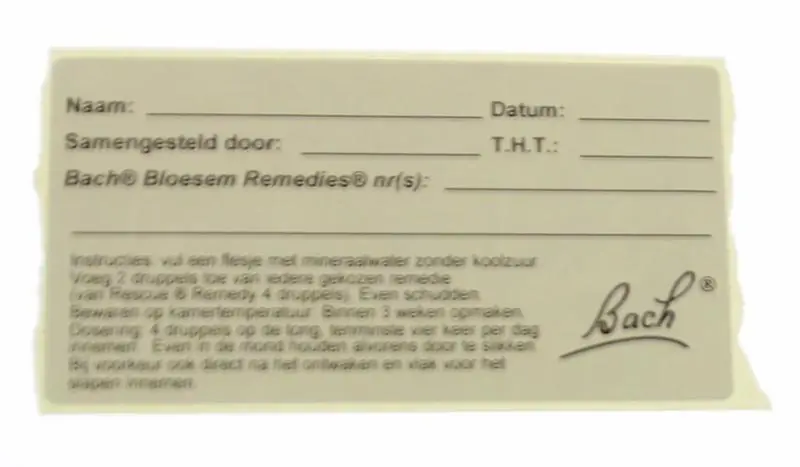 Naam: Datum:
Samengesteld door: T.H.T.:
Bach® Bloesem Remedies® nr(s):
Instructies: vul een flesje met mineraalwater zonder koolzuur.
Voeg 2 druppels toe van iedere gekozen remedie
(van Rescue ® Remedy 4 druppels). Even schudden.
Bewaren op kamertemperatuur. Binnen 3 weken opmaken.
Dosering: 4 druppels op de tong, tenminste vier keer per dag
innemen. Even in de mond houden alvorens door te slikken.
Bij voorkeur ook direct na het ontwaken en vlak voor het
slapen innemen.
Bach ®